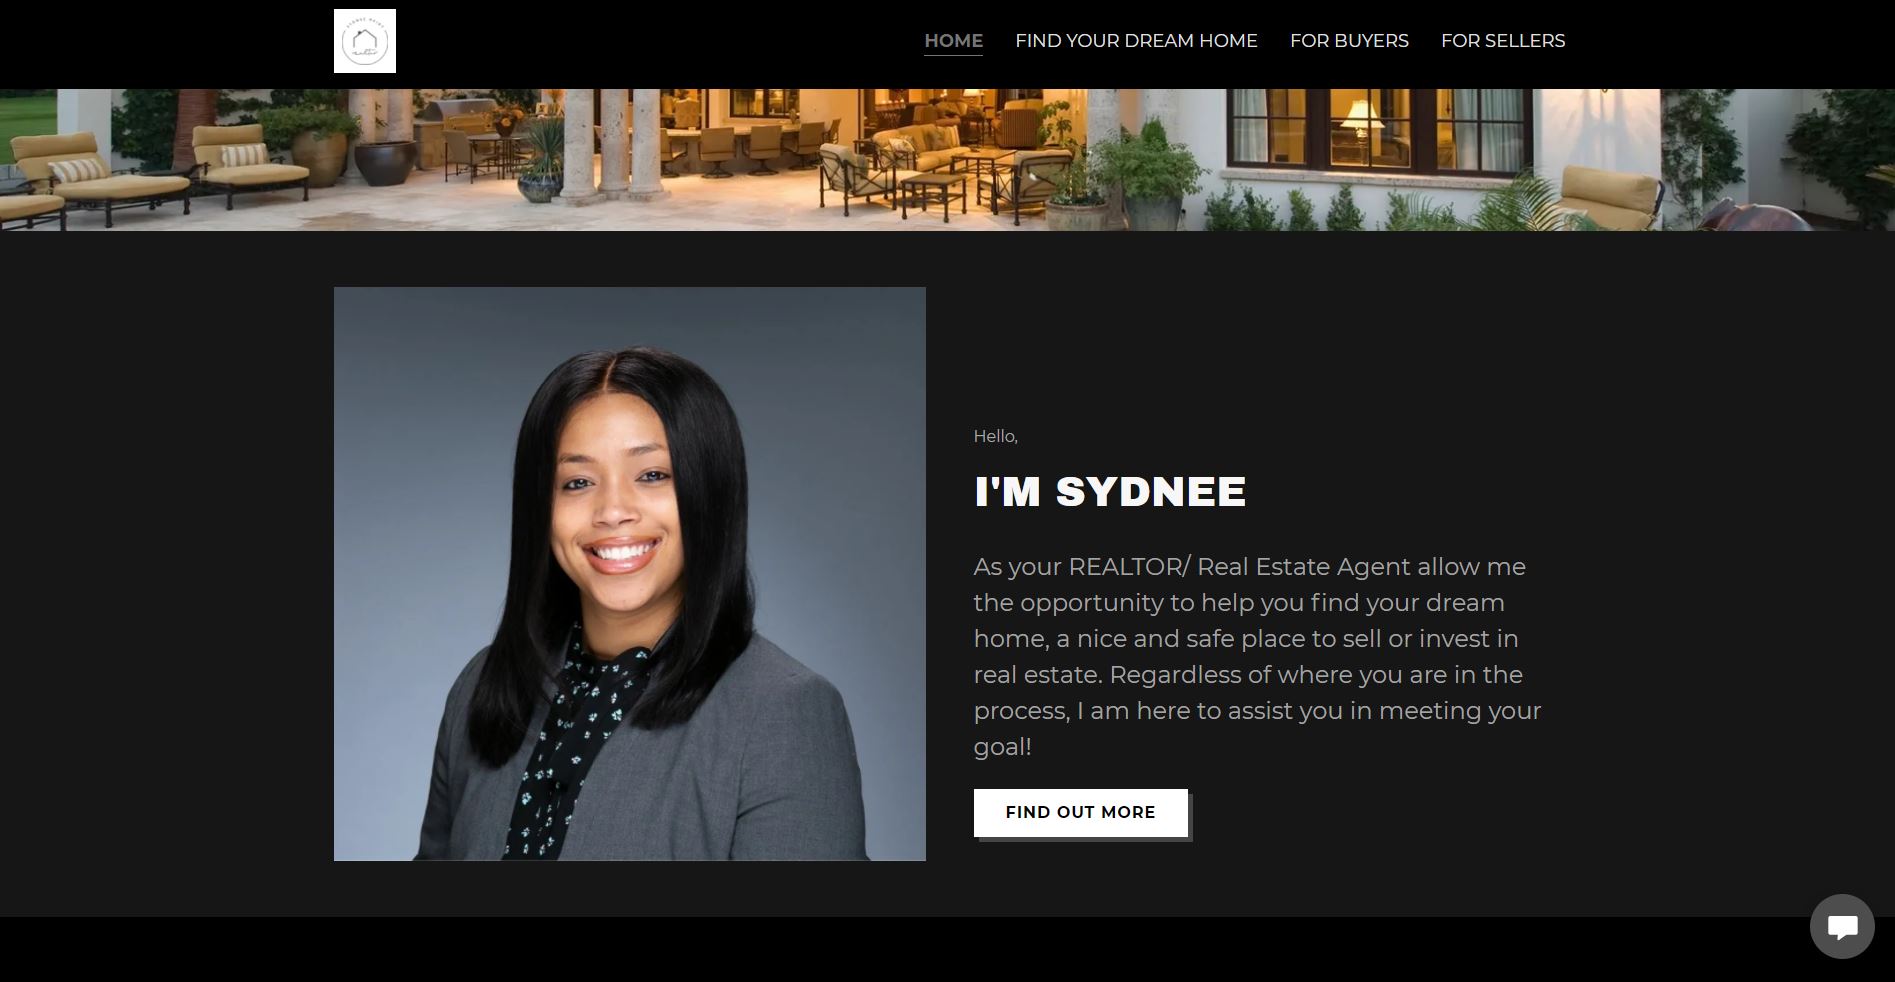 HOME FIND YOUR DREAM HOME FOR BUYERS FOR SELLERS
Hello,
I'M SYDNEE
As your REALTOR/ Real Estate Agent allow me
the opportunity to help you find your dream
home, a nice and safe place to sell or invest in
real estate. Regardless of where you are in the
process, I am here to assist you in meeting your
goal!
FIND OUT MORE